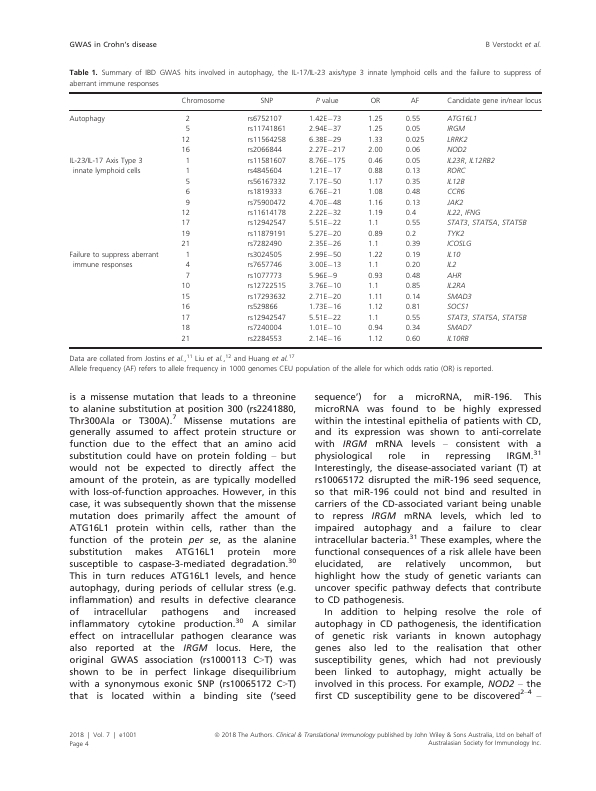 GWAS in Crohn's disease
B Verstockt et al.
Table 1. Summary of IBD GWAS hits involved in autophagy, the IL-17/IL-23 axis/type 3 innate lymphoid cells and the failure to suppress of
aberrant immune responses
Chromosome SNP P value OR AF Candidate gene in/near locus
Autophagy 2 rs6752107 1.42E−73 1.25 0.55 ATG16L1
5 rs11741861 2.94E−37 1.25 0.05 IRGM
12 rs11564258 6.38E−29 1.33 0.025 LRRK2
16 rs2066844 2.27E−217 2.00 0.06 NOD2
IL-23/IL-17 Axis Type 3 1 rs11581607 8.76E−175 0.46 0.05 IL23R, IL12RB2
innate lymphoid cells 1 rs4845604 1.21E−17 0.88 0.13 RORC
5 rs56167332 7.17E−50 1.17 0.35 IL12B
6 rs1819333 6.76E−21 1.08 0.48 CCR6
9 rs75900472 4.70E−48 1.16 0.13 JAK2
12 rs11614178 2.22E−32 1.19 0.4 IL22, IFNG
17 rs12942547 5.51E−22 1.1 0.55 STAT3, STAT5A, STAT5B
19 rs11879191 5.27E−20 0.89 0.2 TYK2
21 rs7282490 2.35E−26 1.1 0.39 ICOSLG
Failure to suppress aberrant 1 rs3024505 2.99E−50 1.22 0.19 IL10
immune responses 4 rs7657746 3.00E−13 1.1 0.20 IL2
7 rs1077773 5.96E−9 0.93 0.48 AHR
10 rs12722515 3.76E−10 1.1 0.85 IL2RA
15 rs17293632 2.71E−20 1.11 0.14 SMAD3
16 rs529866 1.73E−16 1.12 0.81 SOCS1
17 rs12942547 5.51E−22 1.1 0.55 STAT3, STAT5A, STAT5B
18 rs7240004 1.01E−10 0.94 0.34 SMAD7
21 rs2284553 2.14E−16 1.12 0.60 IL10RB
Data are collated from Jostins et al.,11 Liu et al.,12 and Huang et al.17
Allele frequency (AF) refers to allele frequency in 1000 genomes CEU population of the allele for which odds ratio (OR) is reported.
is a missense mutation that leads to a threonine
to alanine substitution at position 300 (rs2241880,
Thr300Ala or T300A).7 Missense mutations are
generally assumed to affect protein structure or
function due to the effect that an amino acid
substitution could have on protein folding – but
would not be expected to directly affect the
amount of the protein, as are typically modelled
with loss-of-function approaches. However, in this
case, it was subsequently shown that the missense
mutation does primarily affect the amount of
ATG16L1 protein within cells, rather than the
function of the protein per se, as the alanine
substitution makes ATG16L1 protein more
susceptible to caspase-3-mediated degradation.30
This in turn reduces ATG16L1 levels, and hence
autophagy, during periods of cellular stress (e.g.
inflammation) and results in defective clearance
of intracellular pathogens and increased
inflammatory cytokine production.30 A similar
effect on intracellular pathogen clearance was
also reported at the IRGM locus. Here, the
original GWAS association (rs1000113 C>T) was
shown to be in perfect linkage disequilibrium
with a synonymous exonic SNP (rs10065172 C>T)
that is located within a binding site ('seed
sequence') for a microRNA, miR-196. This
microRNA was found to be highly expressed
within the intestinal epithelia of patients with CD,
and its expression was shown to anti-correlate
with IRGM mRNA levels – consistent with a
physiological role in repressing IRGM.31
Interestingly, the disease-associated variant (T) at
rs10065172 disrupted the miR-196 seed sequence,
so that miR-196 could not bind and resulted in
carriers of the CD-associated variant being unable
to repress IRGM mRNA levels, which led to
impaired autophagy and a failure to clear
intracellular bacteria.31 These examples, where the
functional consequences of a risk allele have been
elucidated, are relatively uncommon, but
highlight how the study of genetic variants can
uncover specific pathway defects that contribute
to CD pathogenesis.
In addition to helping resolve the role of
autophagy in CD pathogenesis, the identification
of genetic risk variants in known autophagy
genes also led to the realisation that other
susceptibility genes, which had not previously
been linked to autophagy, might actually be
involved in this process. For example, NOD2 – the
first CD susceptibility gene to be discovered2–4 –
2018 | Vol. 7 | e1001
Page 4
© 2018 The Authors. Clinical & Translational Immunology published by John Wiley & Sons Australia, Ltd on behalf of
Australasian Society for Immunology Inc.